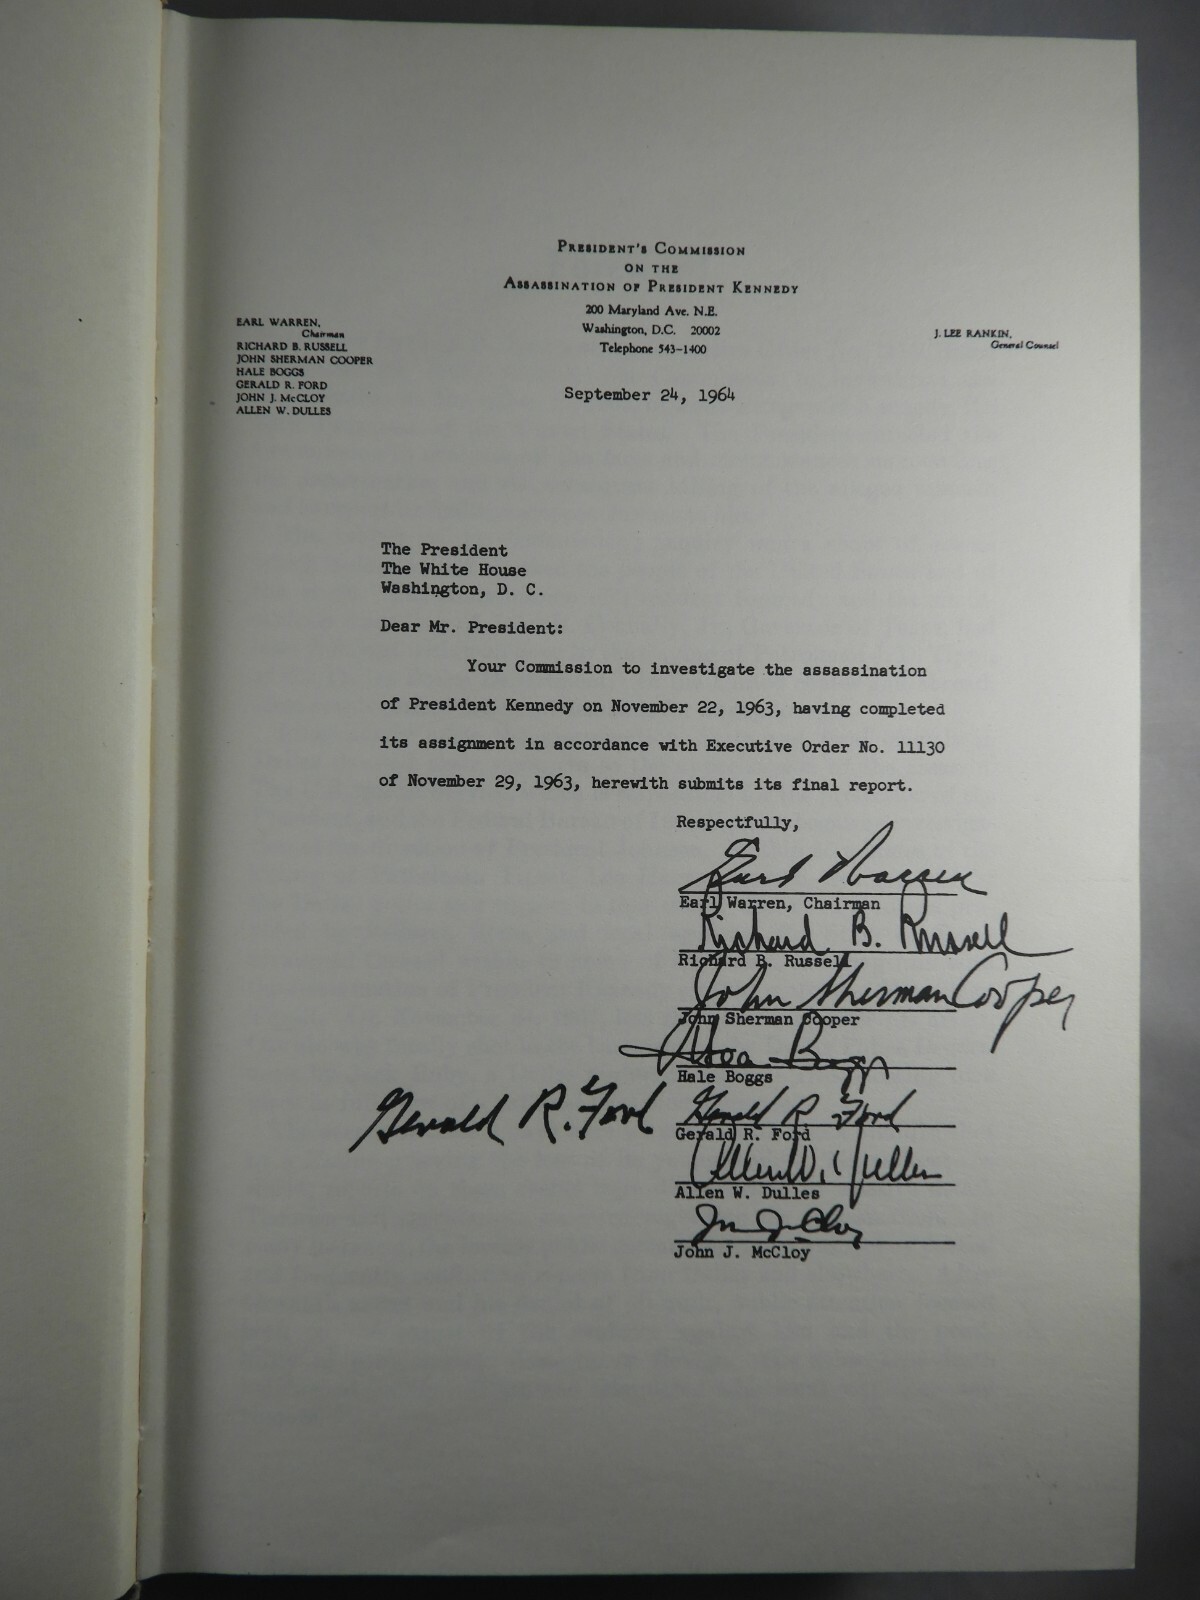 PRESIDENT'S COMMISSION
ON THE
ASSASSINATION OF PRESIDENT KENNEDY
200 Maryland Ave. N.E.
Washington, D.C. 20002
Telephone 543-1400
EARL WARREN,
Chairman
RICHARD B. RUSSELL
JOHN SHERMAN COOPER
HALE BOGGS
GERALD R. FORD
JOHN J. McCLOY
ALLEN W. DULLES
J. LEE RANKIN,
General Counsel
September 24, 1964
The President
The White House
Washington, D. C.
Dear Mr. President:
Your Commission to investigate the assassination
of President Kennedy on November 22, 1963, having completed
its assignment in accordance with Executive Order No. 11130
of November 29, 1963, herewith submits its final report.
Respectfully,
Earl Warren
Earl Warren, Chairman
Richard B. Russell
Richard B. Russell
John Sherman Cooper
John Sherman Cooper
Hale Boggs
Hale Boggs
Gerald R. Ford
Gerald R. Ford
Gerald R. Ford
Allen W. Dulles
Allen W. Dulles
John J. McCloy
John J. McCloy